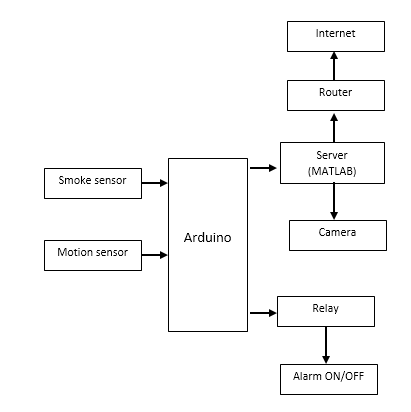 Internet
Router
Server
(MATLAB)
Smoke sensor
Arduino
Camera
Motion sensor
Relay
Alarm ON/OFF